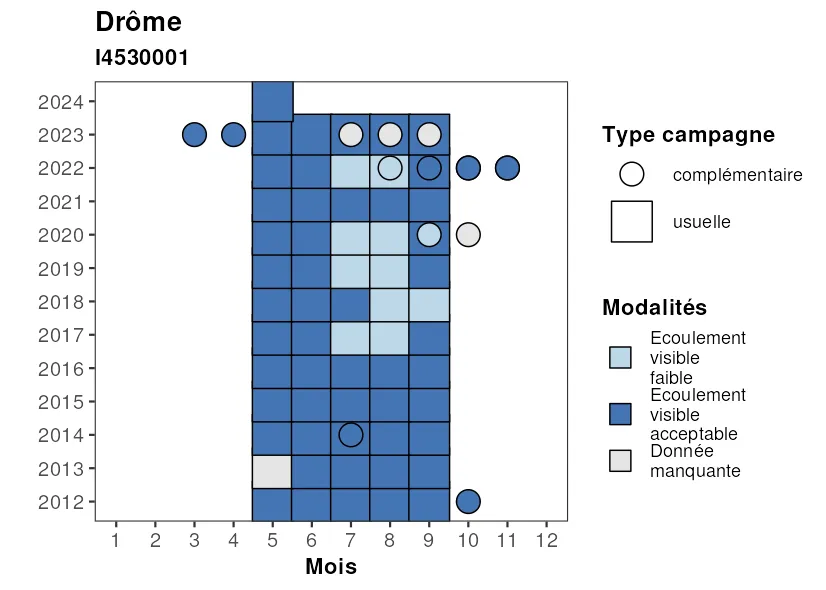 Drôme
I4530001
2024
2023
2022
2021
2020
2019
2018
2017
2016
2015
2014
2013
2012
1 2 3 4 5 6 7 8 9 10 11 12
Mois
Type campagne
complémentaire
usuelle
Modalités
Ecoulement
visible
faible
Ecoulement
visible
acceptable
Donnée
manquante